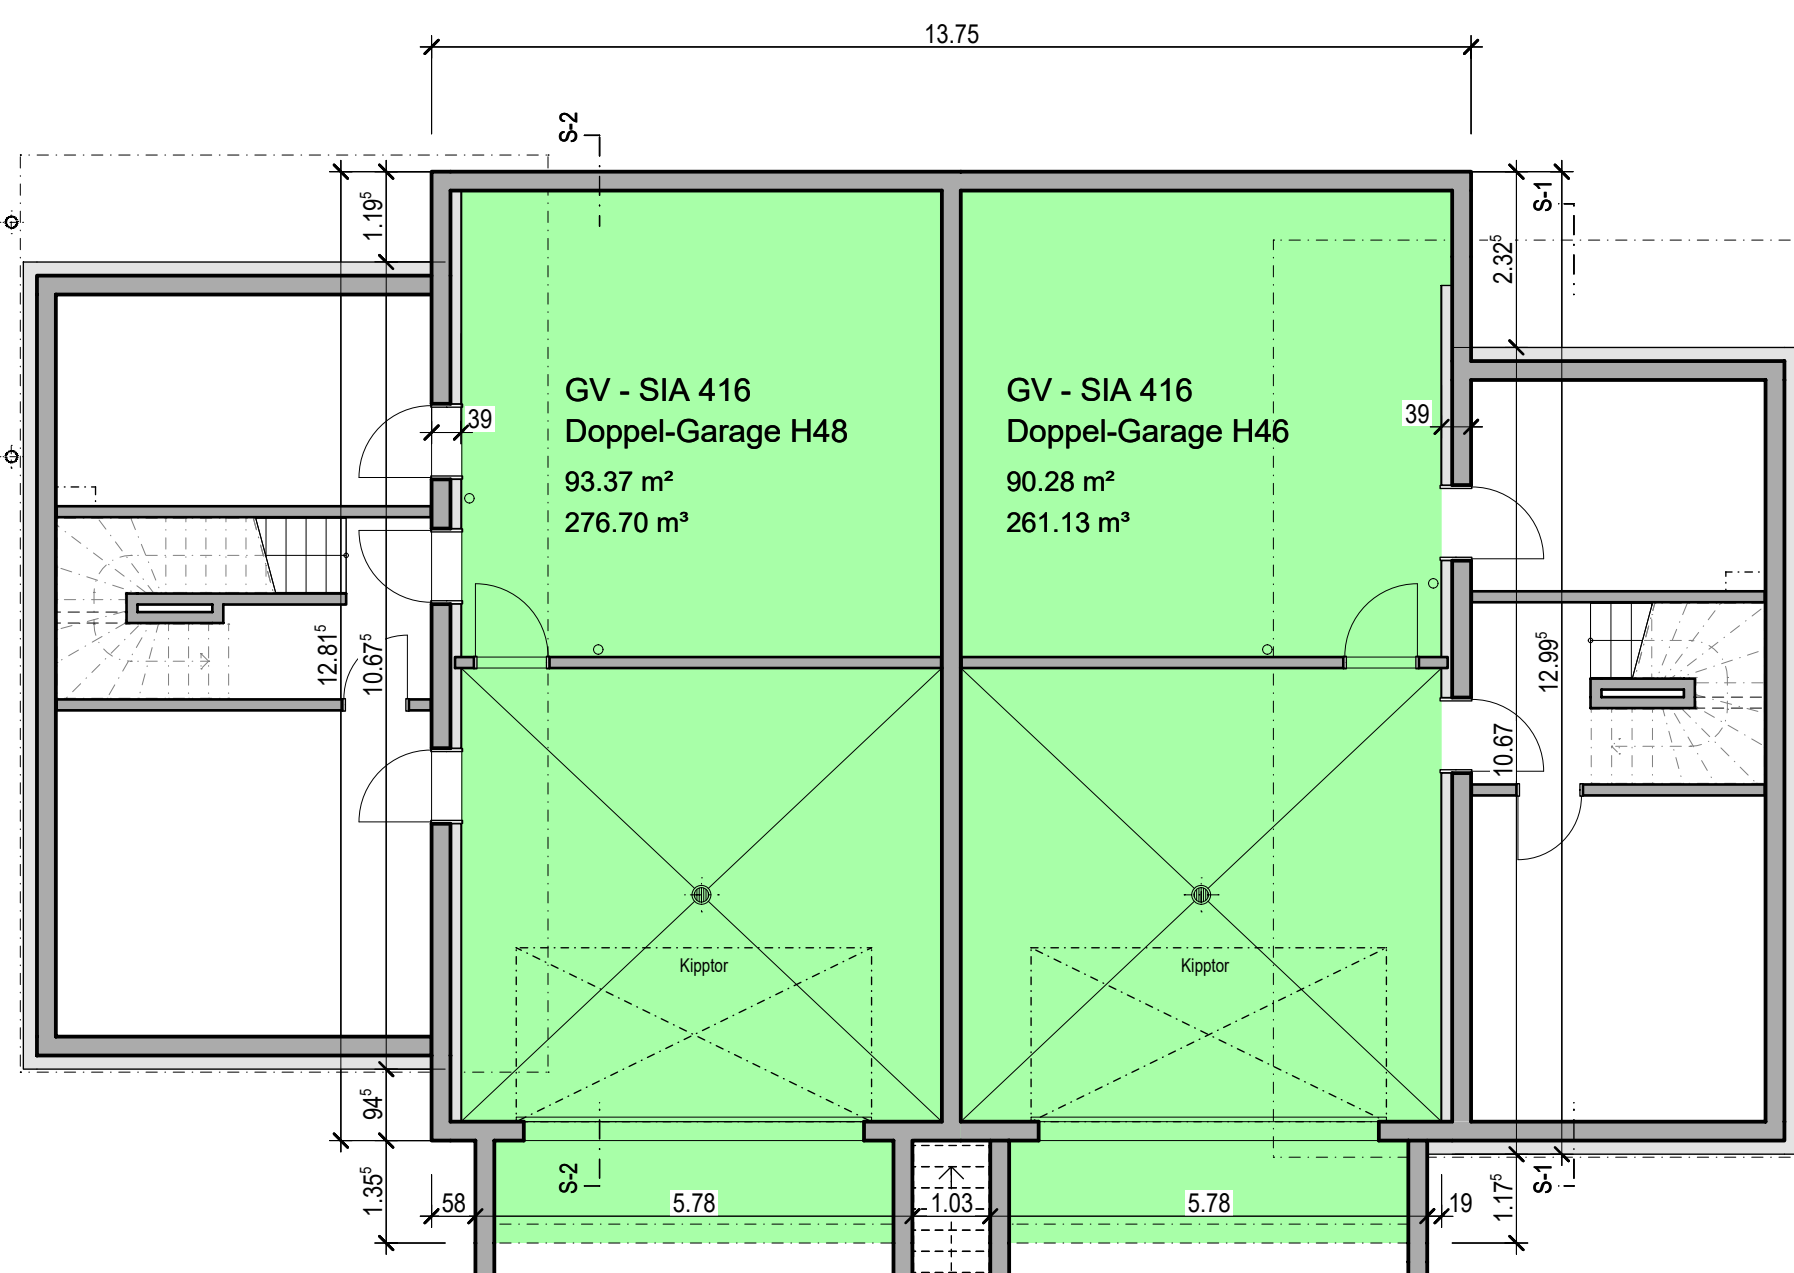 13.75
S-2
S-1
1.19⁵
2.32⁵
GV - SIA 416
Doppel-Garage H48
93.37 m²
276.70 m³
GV - SIA 416
Doppel-Garage H46
90.28 m²
261.13 m³
39
39
12.81⁵
10.67⁵
12.99⁵
10.67
Kipptor
Kipptor
94⁵
1.35⁵
S-2
S-1
1.17⁵
58
5.78
1.03
5.78
19